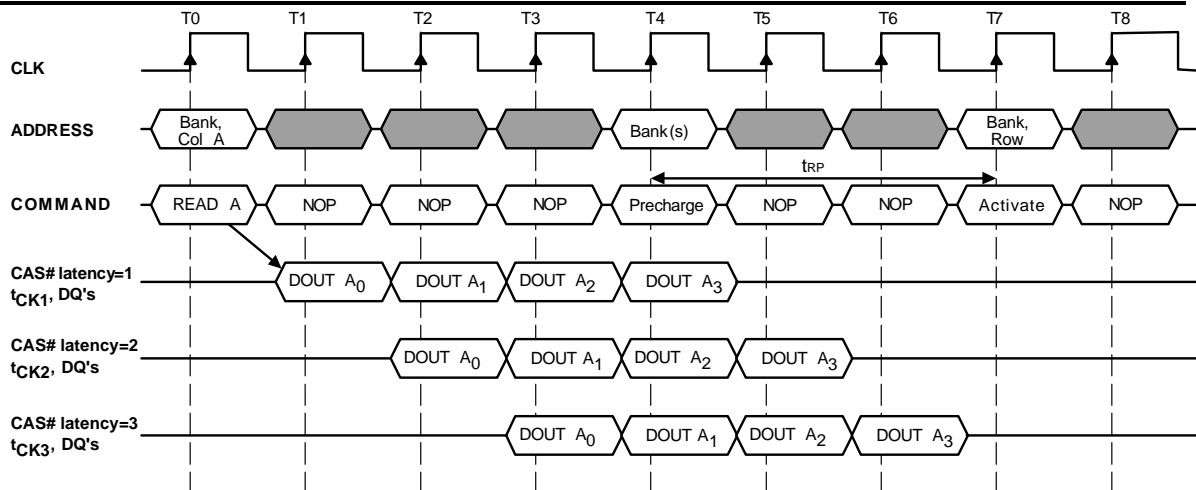 T0 T1 T2 T3 T4 T5 T6 T7 T8
CLK
ADDRESS
Bank,
Col A
Bank(s)
Bank,
Row
tRP
COMMAND
READ A NOP NOP NOP Precharge NOP NOP Activate NOP
CAS# latency=1
tCK1, DQ's
DOUT A0 DOUT A1 DOUT A2 DOUT A3
CAS# latency=2
tCK2, DQ's
DOUT A0 DOUT A1 DOUT A2 DOUT A3
CAS# latency=3
tCK3, DQ's
DOUT A0 DOUT A1 DOUT A2 DOUT A3